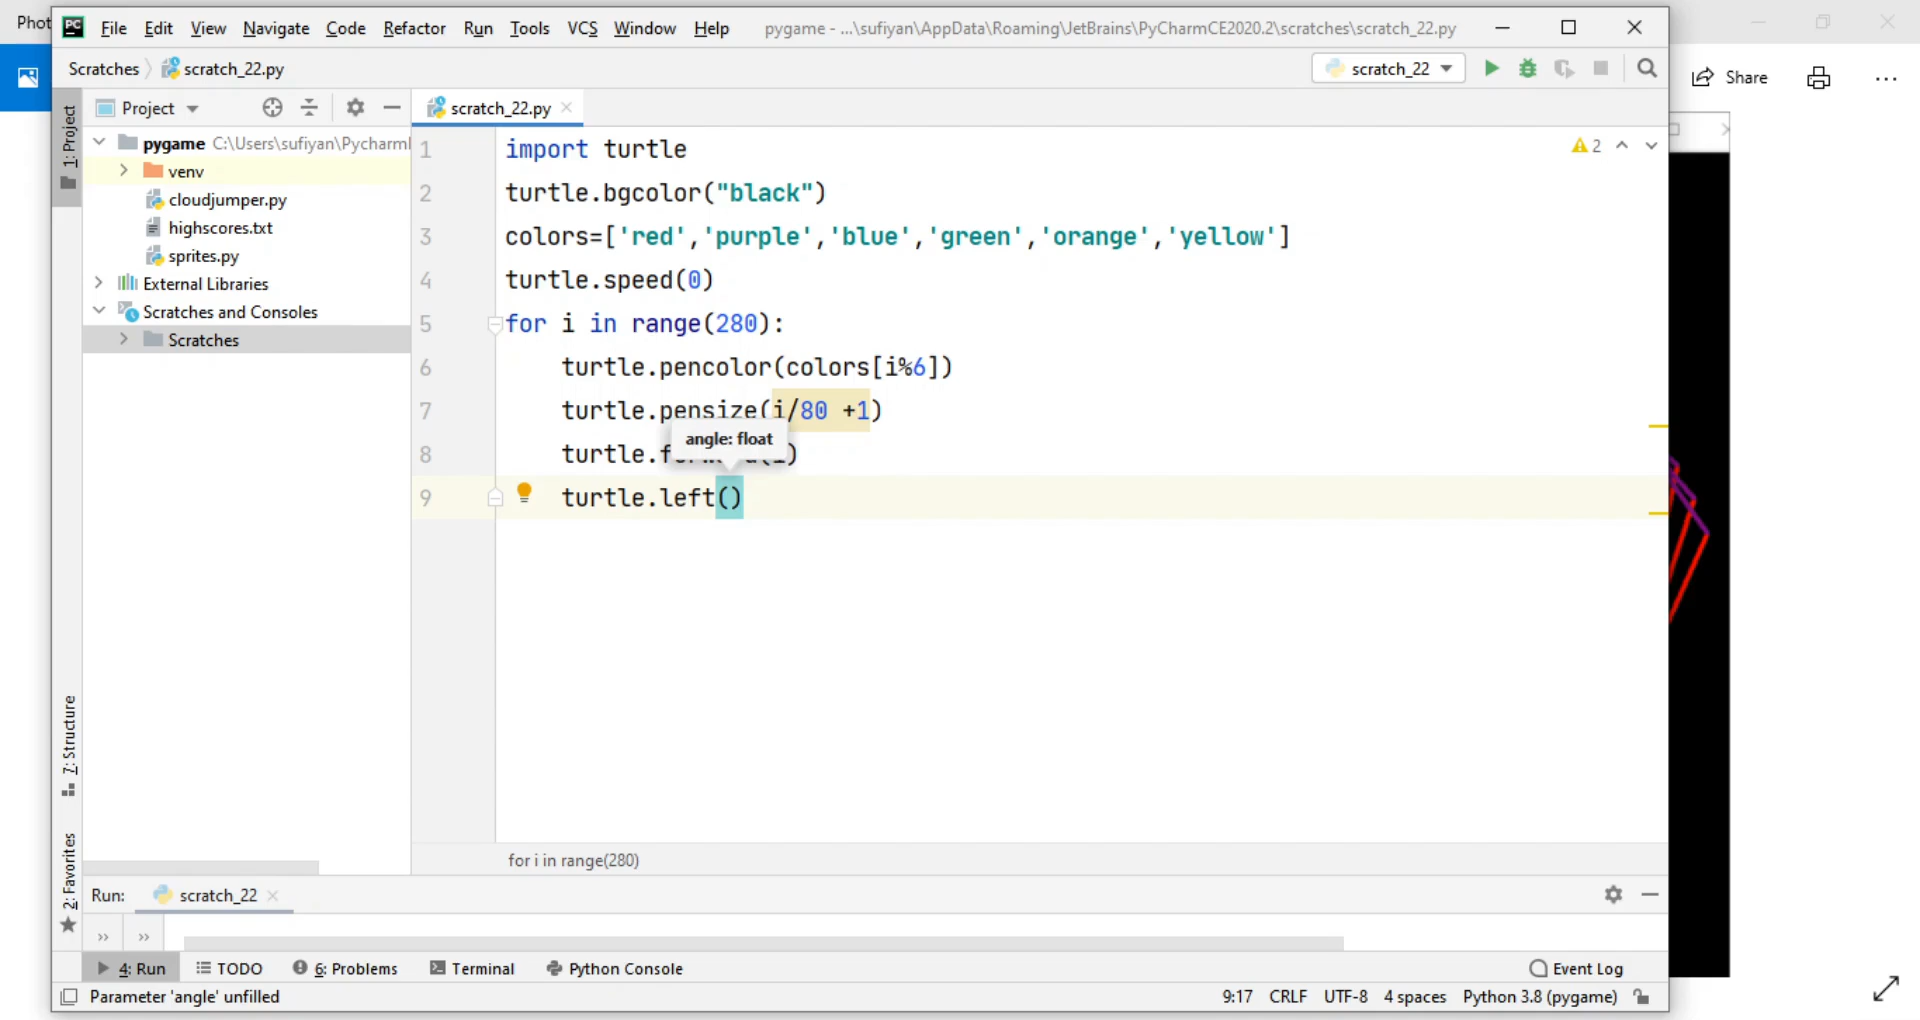 Phot
File Edit View Navigate Code Refactor Run Tools VCS Window Help pygame - ...\sufiyan\AppData\Roaming\JetBrains\PyCharmCE2020.2\scratches\scratch_22.py
Scratches scratch_22.py scratch_22
Share
1: Project
Project
scratch_22.py
pygame C:\Users\sufiyan\Pycharml
venv
cloudjumper.py
highscores.txt
sprites.py
External Libraries
Scratches and Consoles
Scratches
2
1 import turtle
2 turtle.bgcolor("black")
3 colors=['red','purple','blue','green','orange','yellow']
4 turtle.speed(0)
5 for i in range(280):
6 turtle.pencolor(colors[i%6])
7 turtle.pensize(i/80 +1)
angle: float
8 turtle.
9 turtle.left()
7: Structure
2: Favorites
for i in range(280)
Run: scratch_22
4: Run TODO 6: Problems Terminal Python Console Event Log
Parameter 'angle' unfilled 9:17 CRLF UTF-8 4 spaces Python 3.8 (pygame)